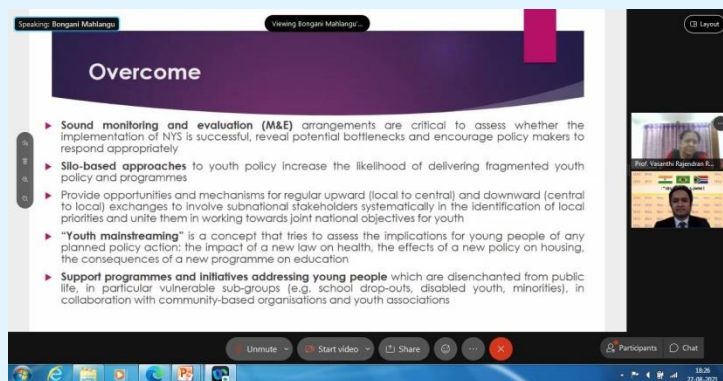 Speaking: Bongani Mahlangu
Viewing Bongani Mahlangu'...
Layout
Overcome
Sound monitoring and evaluation (M&E) arrangements are critical to assess whether the
implementation of NYS is successful, reveal potential bottlenecks and encourage policy makers to
respond appropriately
Silo-based approaches to youth policy increase the likelihood of delivering fragmented youth
policy and programmes
Provide opportunities and mechanisms for regular upward (local to central) and downward (central
to local) exchanges to involve subnational stakeholders systematically in the identification of local
priorities and unite them in working towards joint national objectives for youth
"Youth mainstreaming" is a concept that tries to assess the implications for young people of any
planned policy action: the impact of a new law on health, the effects of a new policy on housing,
the consequences of a new programme on education
Support programmes and initiatives addressing young people which are disenchanted from public
life, in particular vulnerable sub-groups (e.g. school drop-outs, disabled youth, minorities), in
collaboration with community-based organisations and youth associations
Prof. Vasanthi Rajendran R...
Unmute
Start video
Share
Participants
Chat
18:26
27-08-2021